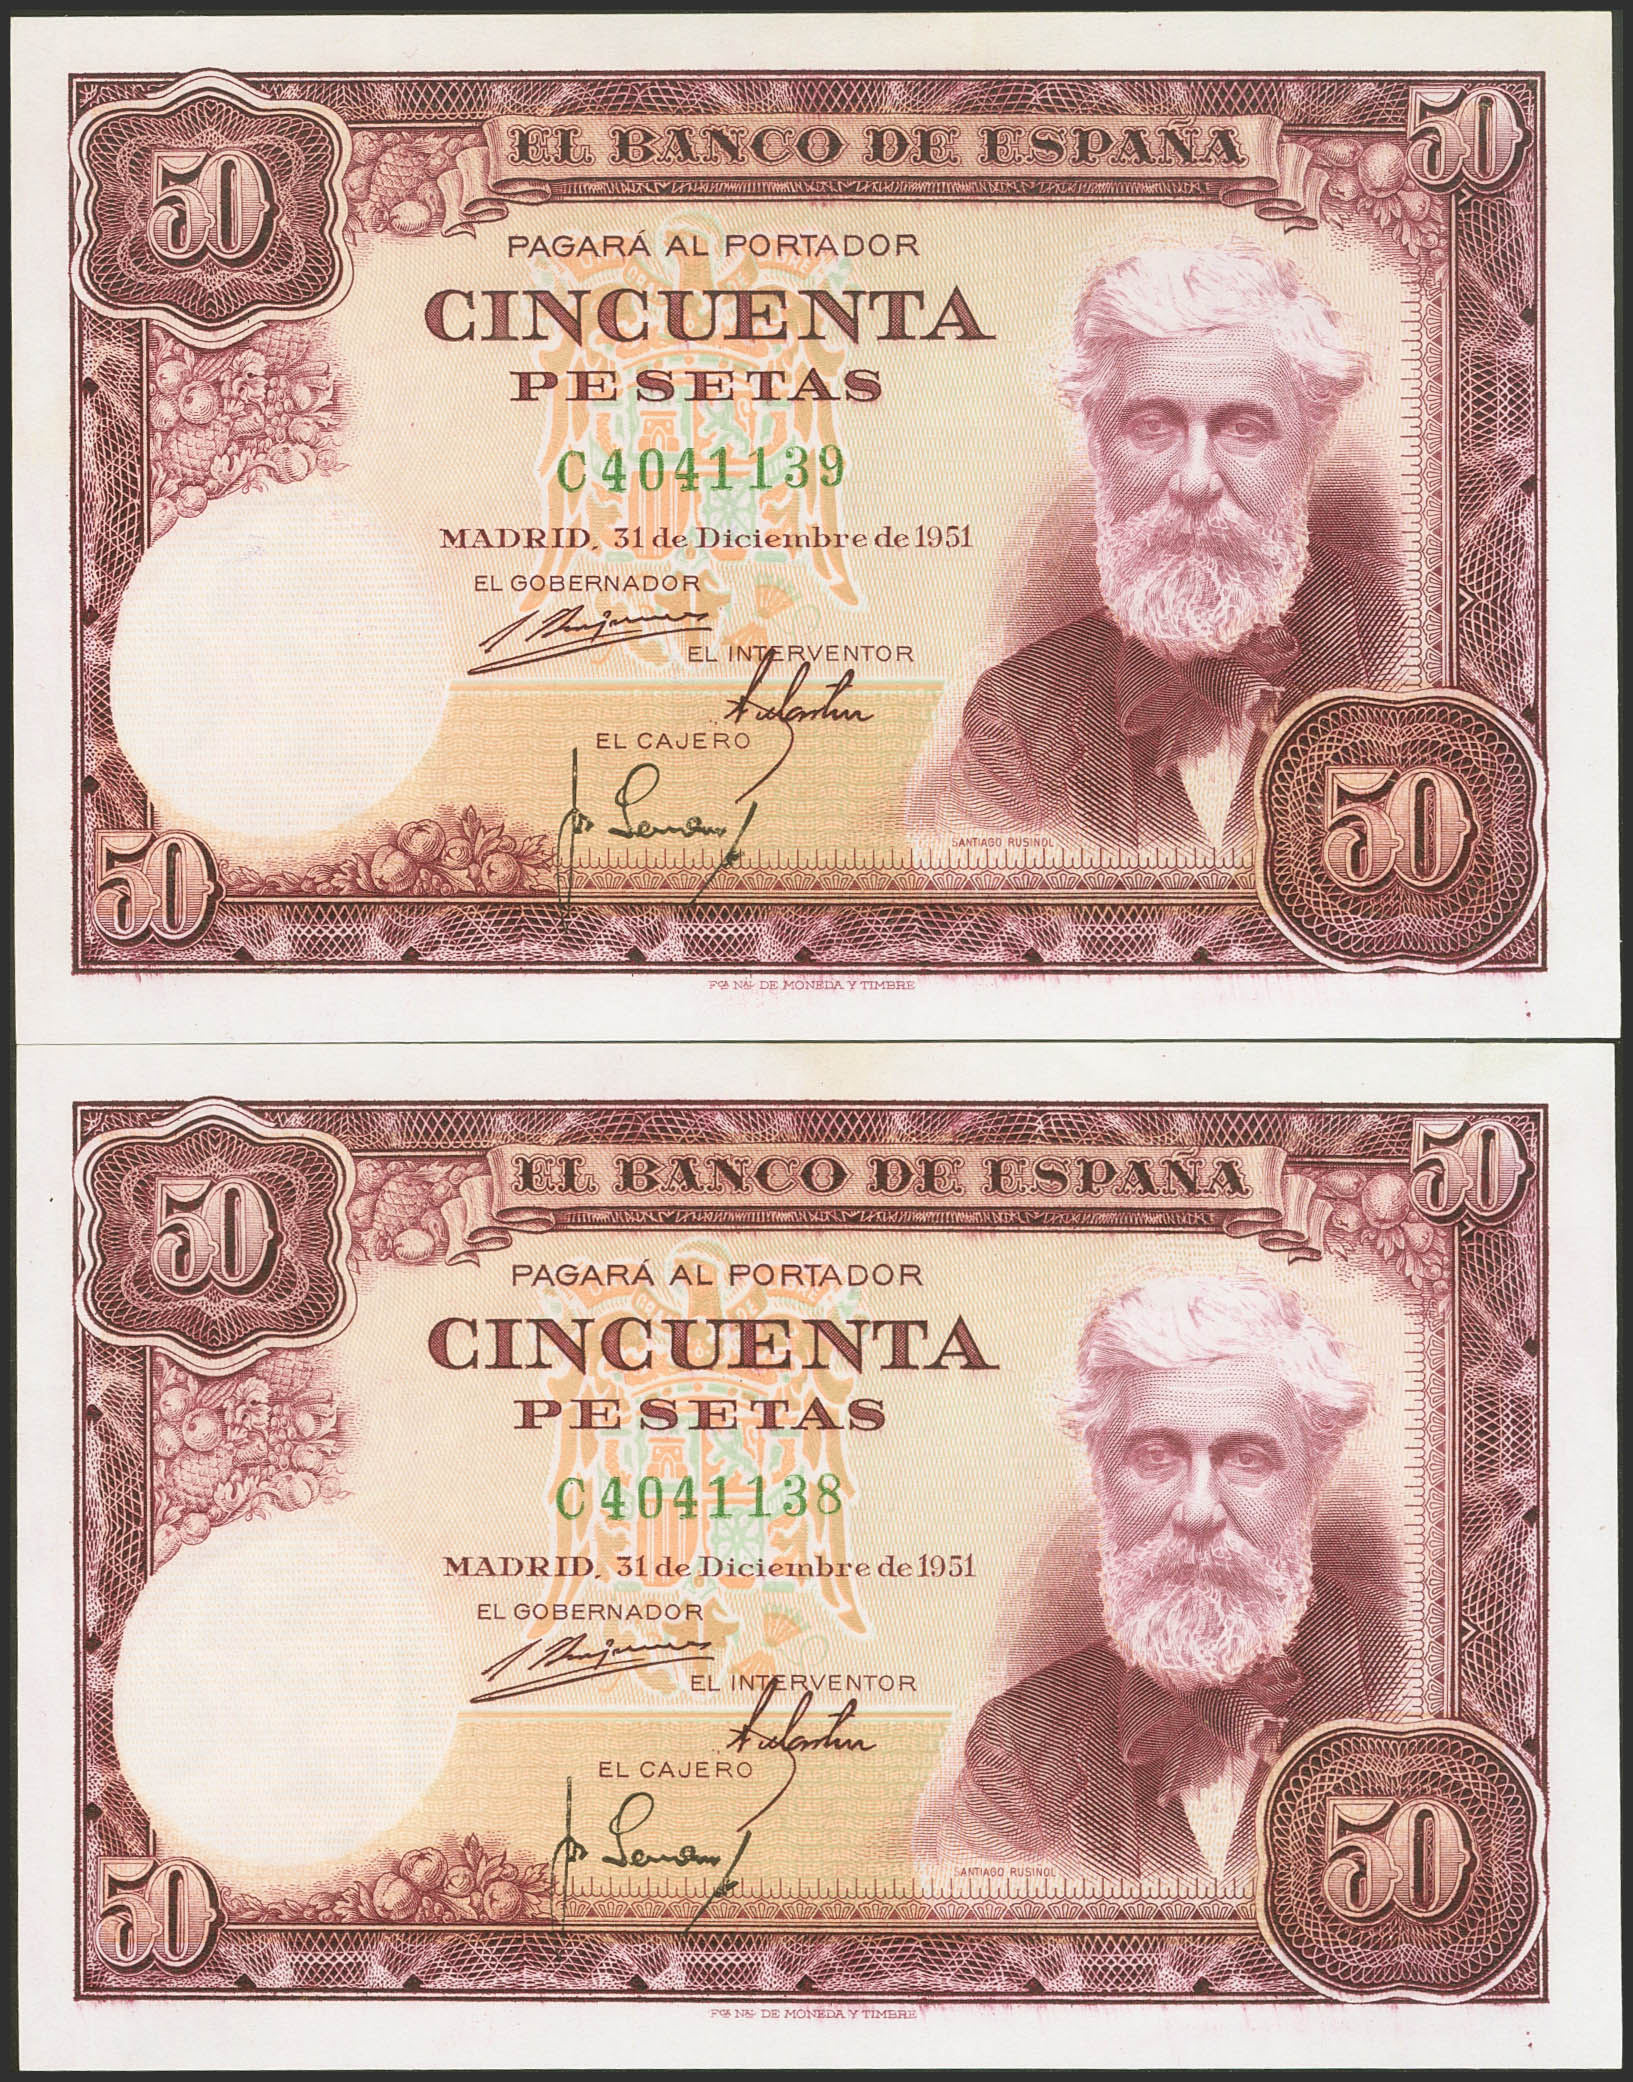 50 EL BANCO DE ESPAÑA 50
PAGARÁ AL PORTADOR
CINCUENTA
PESETAS
C4041139
MADRID, 31 de Diciembre de 1951
EL GOBERNADOR
EL INTERVENTOR
EL CAJERO
SANTIAGO RUSINOL
50 50
FCA NAL DE MONEDA Y TIMBRE
50 EL BANCO DE ESPAÑA 50
PAGARÁ AL PORTADOR
CINCUENTA
PESETAS
C4041138
MADRID, 31 de Diciembre de 1951
EL GOBERNADOR
EL INTERVENTOR
EL CAJERO
SANTIAGO RUSINOL
50 50
FCA NAL DE MONEDA Y TIMBRE